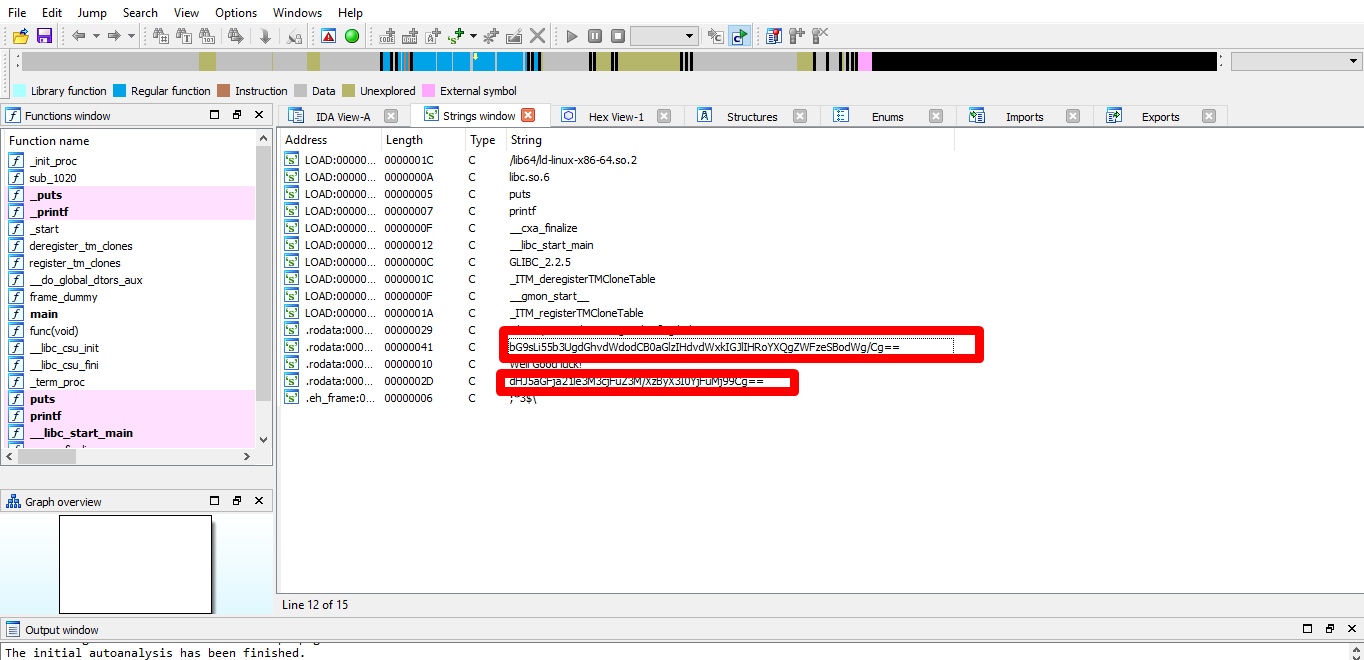 File Edit Jump Search View Options Windows Help
Library function Regular function Instruction Data Unexplored External symbol
Functions window
IDA View-A Strings window Hex View-1 Structures Enums Imports Exports
Function name
_init_proc
sub_1020
_puts
_printf
_start
deregister_tm_clones
register_tm_clones
__do_global_dtors_aux
frame_dummy
main
func(void)
__libc_csu_init
__libc_csu_fini
_term_proc
puts
printf
__libc_start_main
Address Length Type String
LOAD:00000... 0000001C C /lib64/ld-linux-x86-64.so.2
LOAD:00000... 0000000A C libc.so.6
LOAD:00000... 00000005 C puts
LOAD:00000... 00000007 C printf
LOAD:00000... 0000000F C __cxa_finalize
LOAD:00000... 00000012 C __libc_start_main
LOAD:00000... 0000000C C GLIBC_2.2.5
LOAD:00000... 0000001C C _ITM_deregisterTMCloneTable
LOAD:00000... 0000000F C __gmon_start__
LOAD:00000... 0000001A C _ITM_registerTMCloneTable
.rodata:000... 00000029 C
.rodata:000... 00000041 C bG9sLi55b3UgdGhvdWdodCB0aGlzIHdvdWxkIGJlIHRoYXQgZWFzeSBodWg/Cg==
.rodata:000... 00000010 C Well Good luck!
.rodata:000... 0000002D C
.eh_frame:0... 00000006 C ;*3$\
Line 12 of 15
Graph overview
Output window
The initial autoanalysis has been finished.